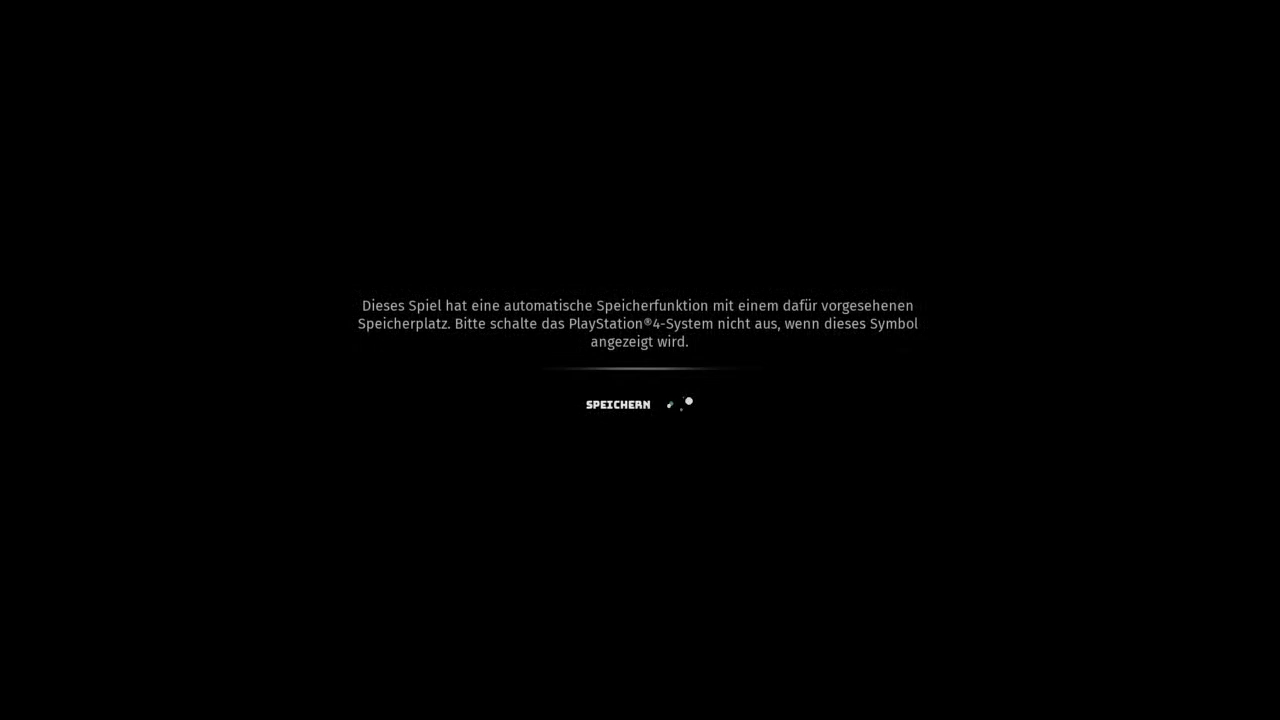 Dieses Spiel hat eine automatische Speicherfunktion mit einem dafür vorgesehenen
Speicherplatz. Bitte schalte das PlayStation®4-System nicht aus, wenn dieses Symbol
angezeigt wird.
SPEICHERN